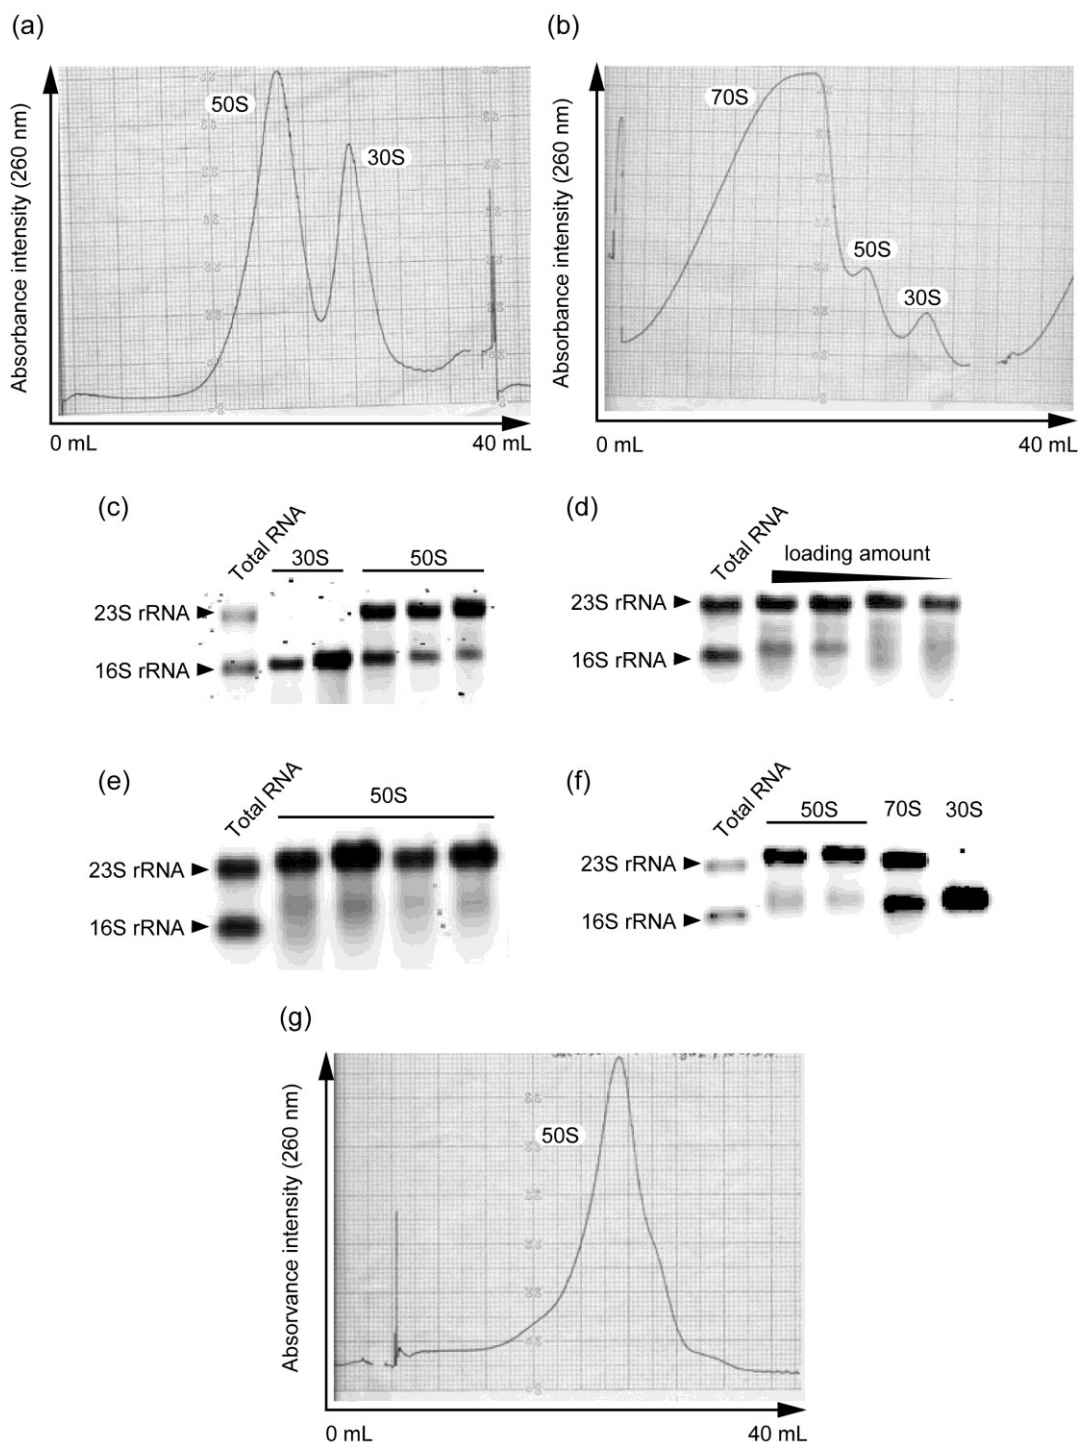 (a)
50S
30S
Absorbance intensity (260 nm)
0 mL
40 mL
(b)
70S
50S
30S
Absorbance intensity (260 nm)
0 mL
40 mL
(c)
Total RNA
30S
50S
23S rRNA
16S rRNA
(d)
Total RNA
loading amount
23S rRNA
16S rRNA
(e)
Total RNA
50S
23S rRNA
16S rRNA
(f)
Total RNA
50S
70S
30S
23S rRNA
16S rRNA
(g)
50S
Absorvance intensity (260 nm)
0 mL
40 mL